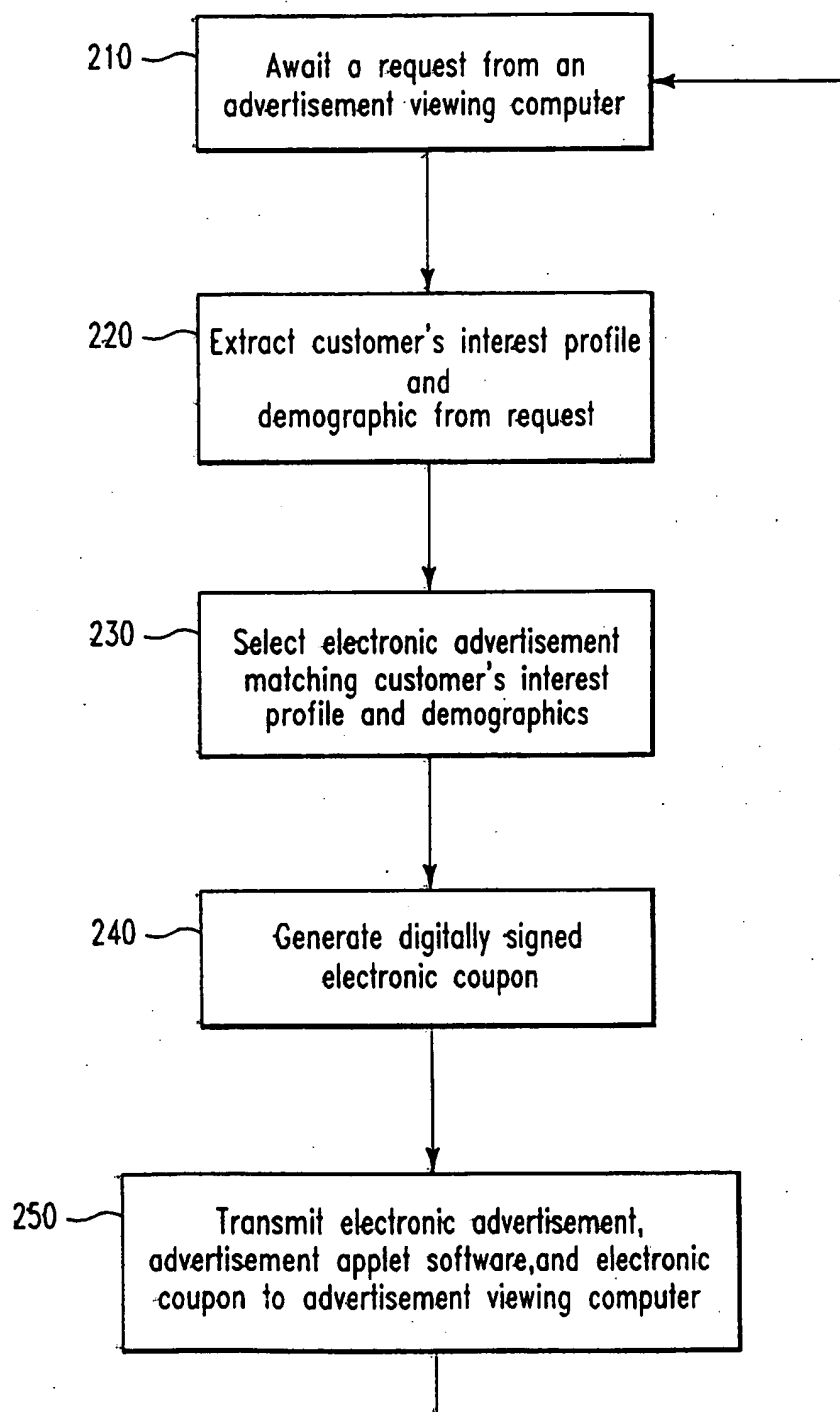 210
Await a request from an
advertisement viewing computer
220
Extract customer's interest profile
and
demographic from request
230
Select electronic advertisement
matching customer's interest
profile and demographics
240
Generate digitally signed
electronic coupon
250
Transmit electronic advertisement,
advertisement applet software,and electronic
coupon to advertisement viewing computer